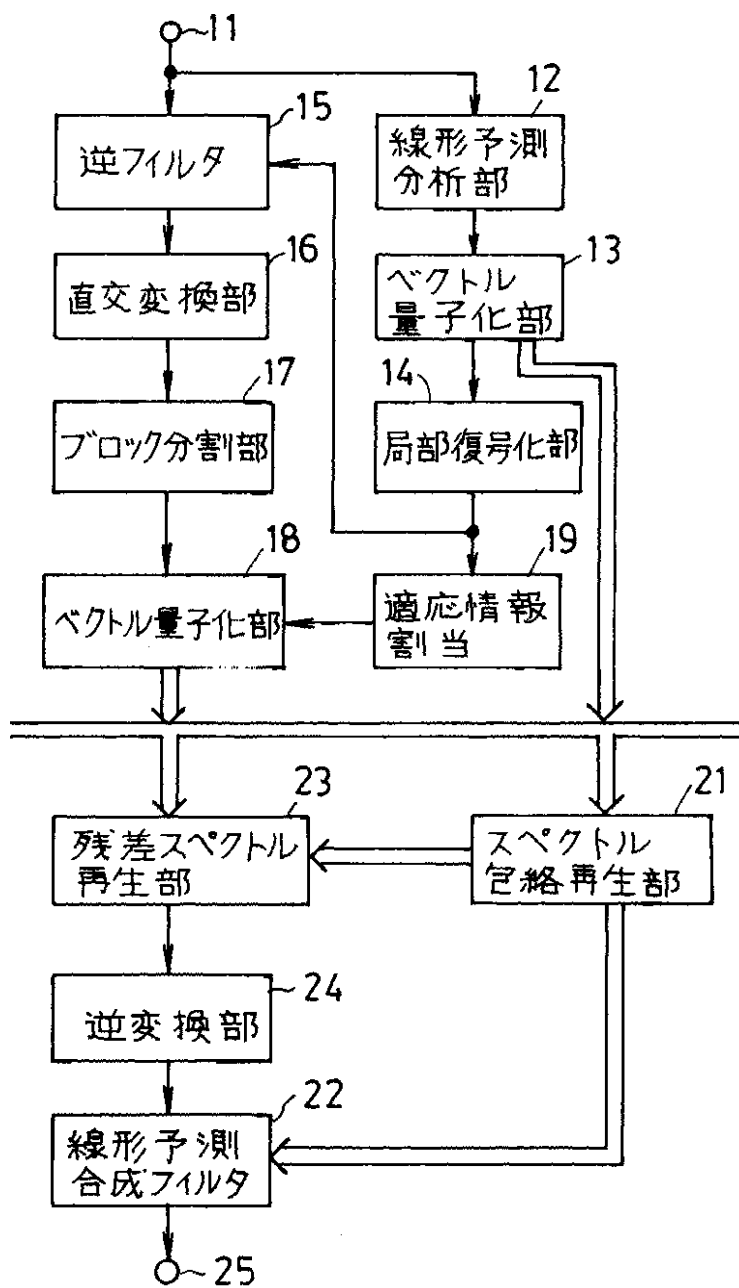 11
12
15
逆フィルタ
線形予測
分析部
16
13
直交変換部
ベクトル
量子化部
17
14
ブロック分割部
局部復号化部
18
19
ベクトル量子化部
適応情報
割当
23
21
残差スペクトル
再生部
スペクトル
包絡再生部
24
逆変換部
22
線形予測
合成フィルタ
25